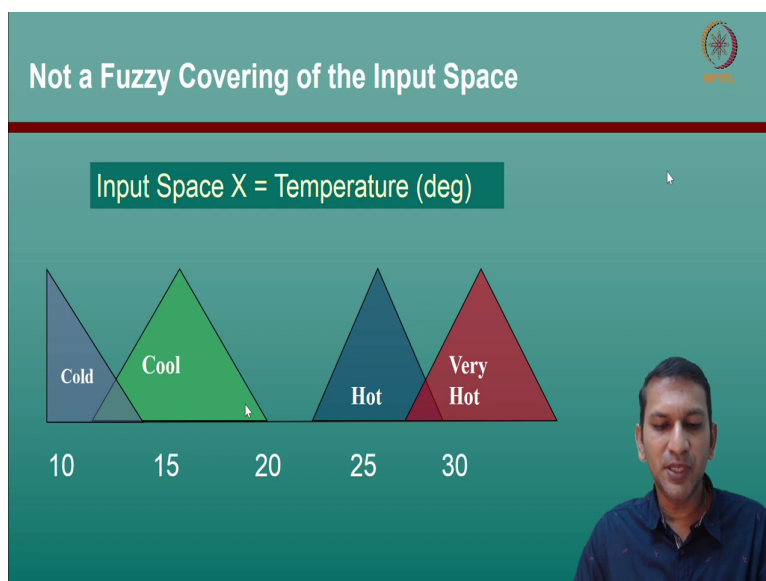 Not a Fuzzy Covering of the Input Space
NPTEL
Input Space X = Temperature (deg)
Cold
Cool
Hot
Very
Hot
10 15 20 25 30